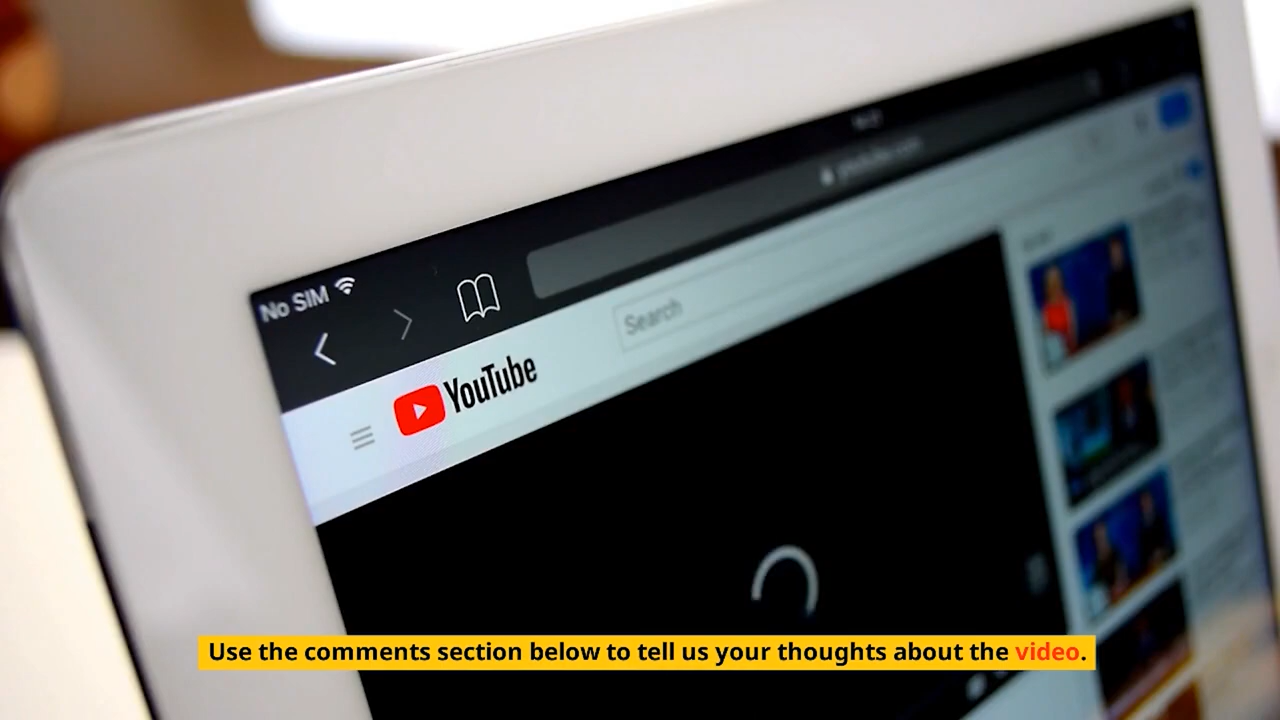 No SIM
YouTube
Search
Use the comments section below to tell us your thoughts about the video.